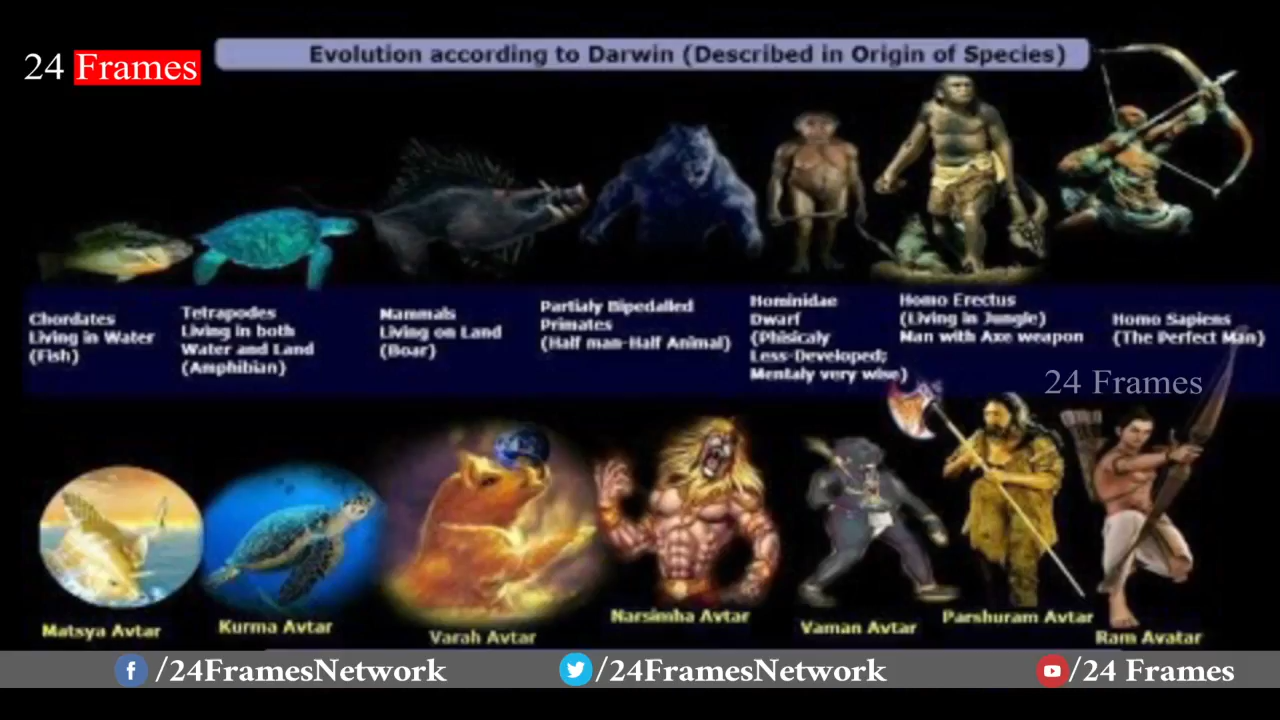 24 Frames
Evolution according to Darwin (Described in Origin of Species)
Chordates
Living in Water
(Fish)
Tetrapodes
Living in both
Water and Land
(Amphibian)
Mammals
Living on Land
(Boar)
Partialy Bipedalled
Primates
(Half man-Half Animal)
Hominidae
Dwarf
(Phisicaly
Less-Developed;
Mentaly very wise)
Homo Erectus
(Living in Jungle)
Man with Axe weapon
Homo Sapiens
(The Perfect Man)
24 Frames
Matsya Avtar
Kurma Avtar
Varah Avtar
Narsimha Avtar
Vaman Avtar
Parshuram Avtar
Ram Avatar
/24FramesNetwork
/24FramesNetwork
/24 Frames